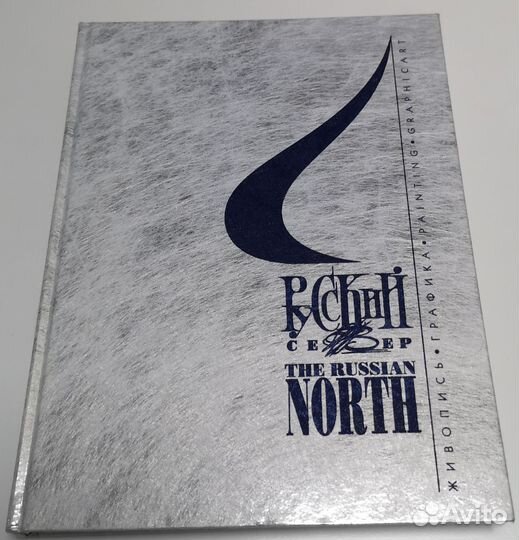 Русский
СЕВЕР
THE RUSSIAN
NORTH
ЖИВОПИСЬ • ГРАФИКА • PAINTING • GRAPHIC ART
Avito